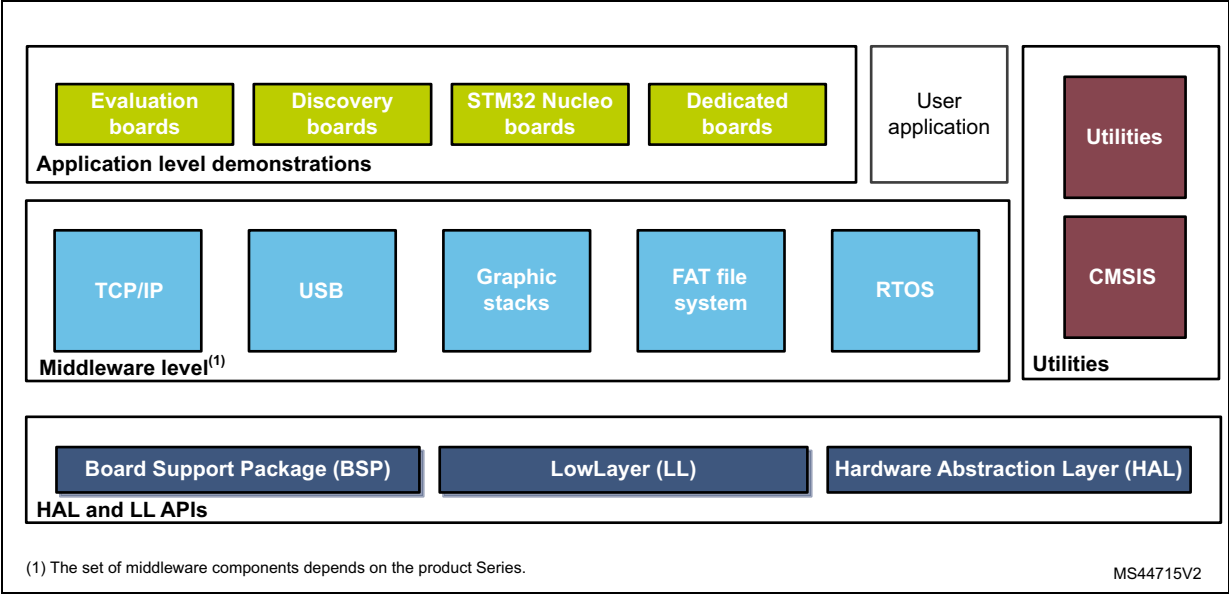 Evaluation
boards
Discovery
boards
STM32 Nucleo
boards
Dedicated
boards
Application level demonstrations
User
application
Utilities
CMSIS
Utilities
TCP/IP
USB
Graphic
stacks
FAT file
system
RTOS
Middleware level(1)
Board Support Package (BSP)
LowLayer (LL)
Hardware Abstraction Layer (HAL)
HAL and LL APIs
(1) The set of middleware components depends on the product Series.
MS44715V2